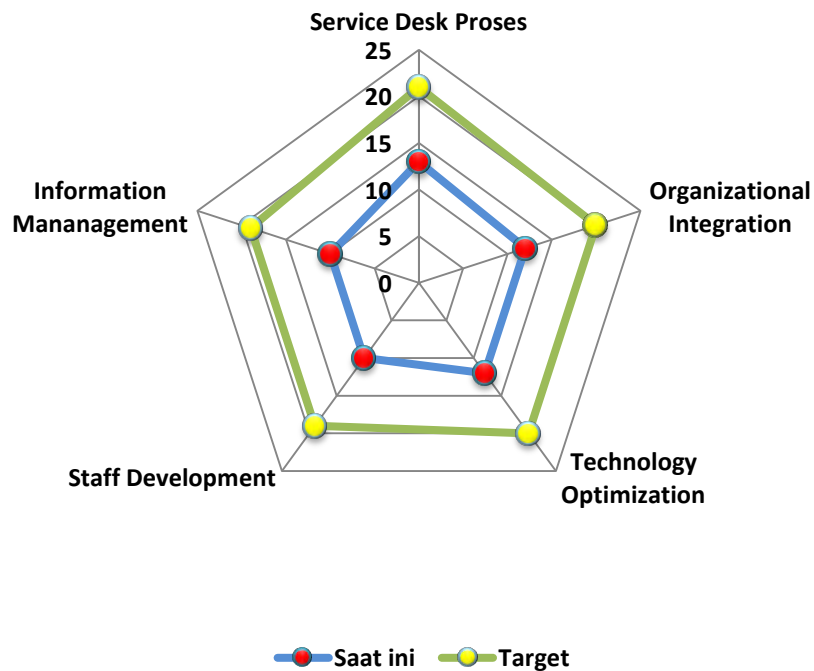 Service Desk Proses
25
20
15
10
5
0
Organizational
Integration
Technology
Optimization
Staff Development
Information
Mananagement
Saat ini
Target